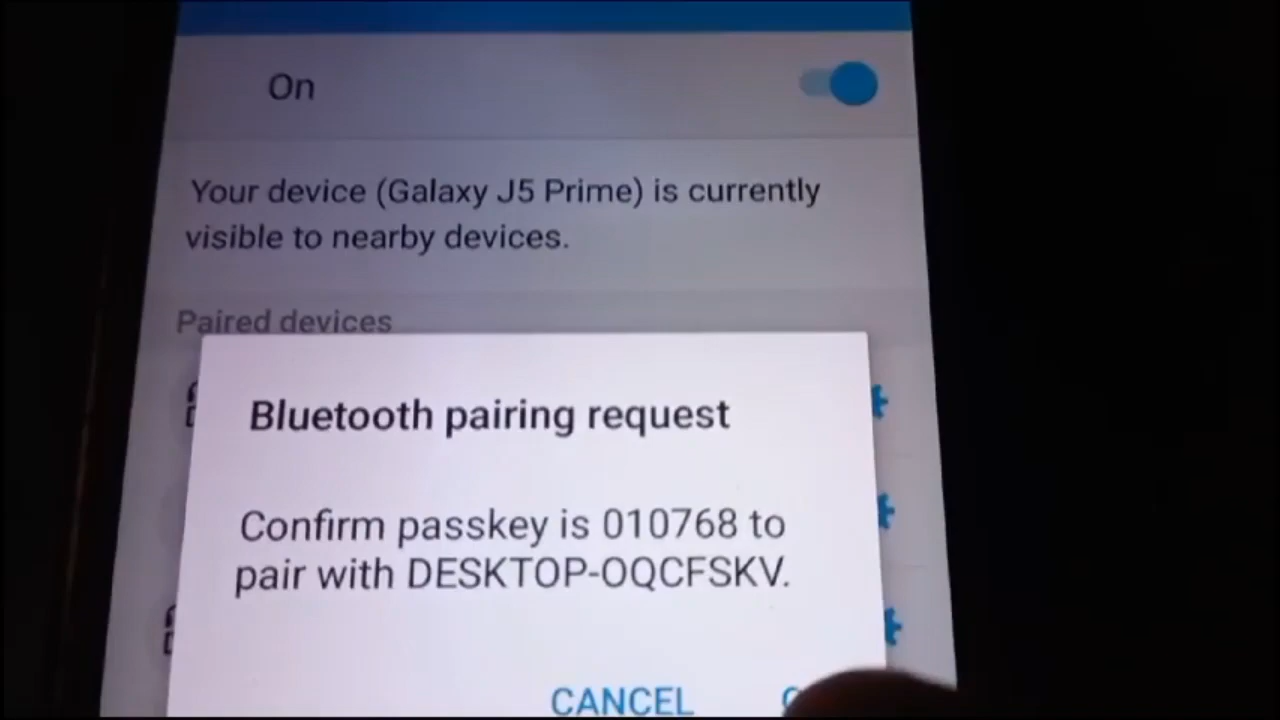 On
Your device (Galaxy J5 Prime) is currently
visible to nearby devices.
Paired devices
Bluetooth pairing request
Confirm passkey is 010768 to
pair with DESKTOP-OQCFSKV.
CANCEL